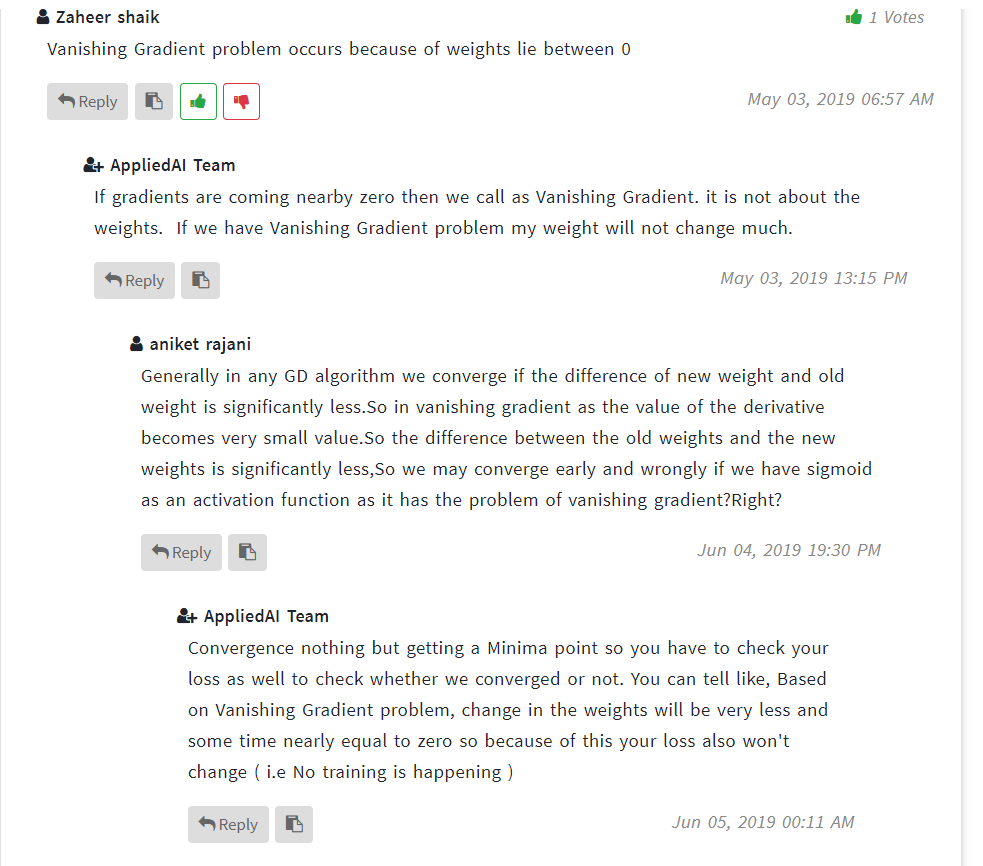 Zaheer shaik
1 Votes
Vanishing Gradient problem occurs because of weights lie between 0
Reply
May 03, 2019 06:57 AM
AppliedAI Team
If gradients are coming nearby zero then we call as Vanishing Gradient. it is not about the
weights.  If we have Vanishing Gradient problem my weight will not change much.
Reply
May 03, 2019 13:15 PM
aniket rajani
Generally in any GD algorithm we converge if the difference of new weight and old
weight is significantly less.So in vanishing gradient as the value of the derivative
becomes very small value.So the difference between the old weights and the new
weights is significantly less,So we may converge early and wrongly if we have sigmoid
as an activation function as it has the problem of vanishing gradient?Right?
Reply
Jun 04, 2019 19:30 PM
AppliedAI Team
Convergence nothing but getting a Minima point so you have to check your
loss as well to check whether we converged or not. You can tell like, Based
on Vanishing Gradient problem, change in the weights will be very less and
some time nearly equal to zero so because of this your loss also won't
change ( i.e No training is happening )
Reply
Jun 05, 2019 00:11 AM